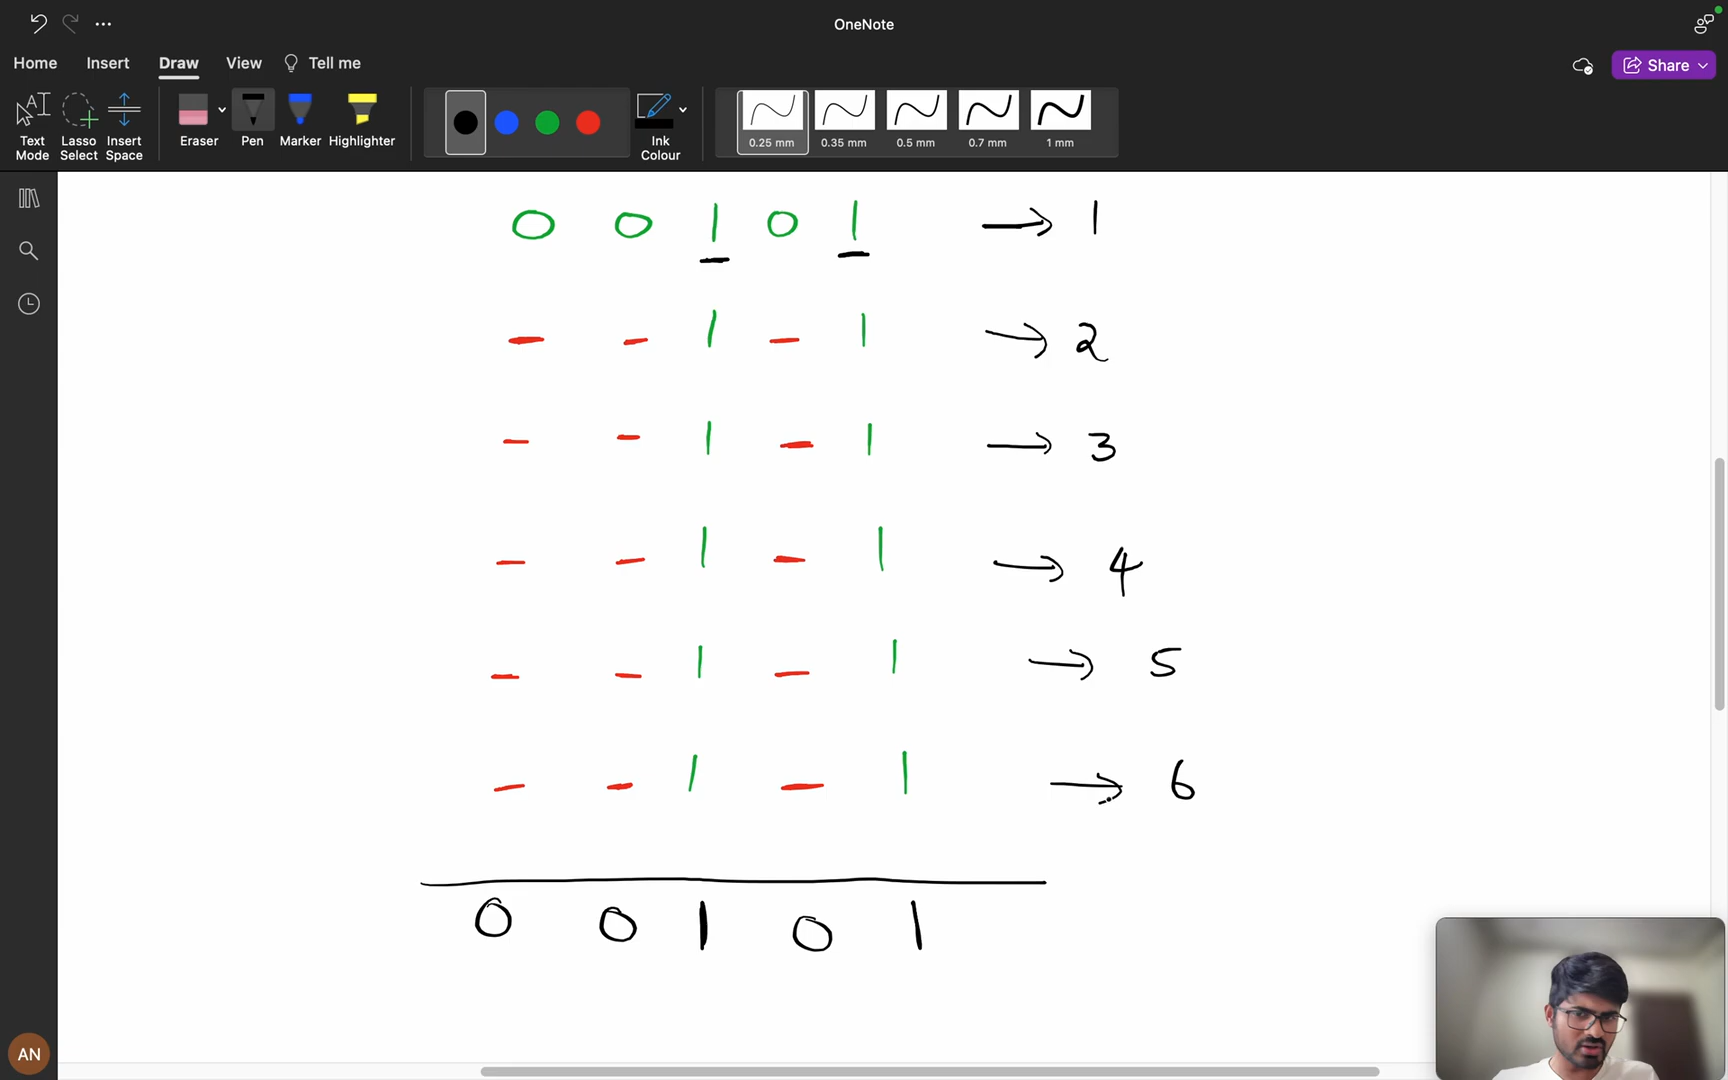 OneNote
Home Insert Draw View Tell me
Share
Text Mode
Lasso Select
Insert Space
Eraser
Pen
Marker
Highlighter
Ink Colour
0.25 mm
0.35 mm
0.5 mm
0.7 mm
1 mm
0 0 1 0 1 → 1
- - 1 - 1 → 2
- - 1 - 1 → 3
- - 1 - 1 → 4
- - 1 - 1 → 5
- - 1 - 1 → 6
0 0 1 0 1
AN